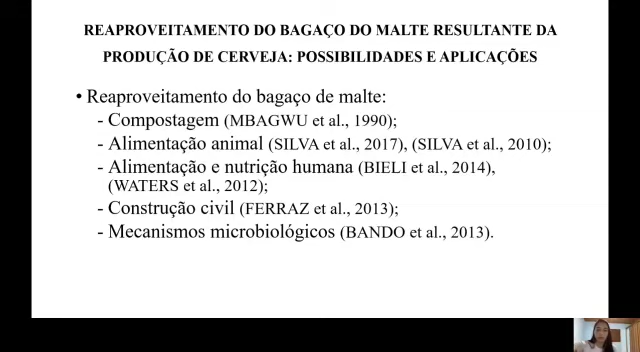 REAPROVEITAMENTO DO BAGAÇO DO MALTE RESULTANTE DA
PRODUÇÃO DE CERVEJA: POSSIBILIDADES E APLICAÇÕES
• Reaproveitamento do bagaço de malte:
- Compostagem (MBAGWU et al., 1990);
- Alimentação animal (SILVA et al., 2017), (SILVA et al., 2010);
- Alimentação e nutrição humana (BIELI et al., 2014),
(WATERS et al., 2012);
- Construção civil (FERRAZ et al., 2013);
- Mecanismos microbiológicos (BANDO et al., 2013).